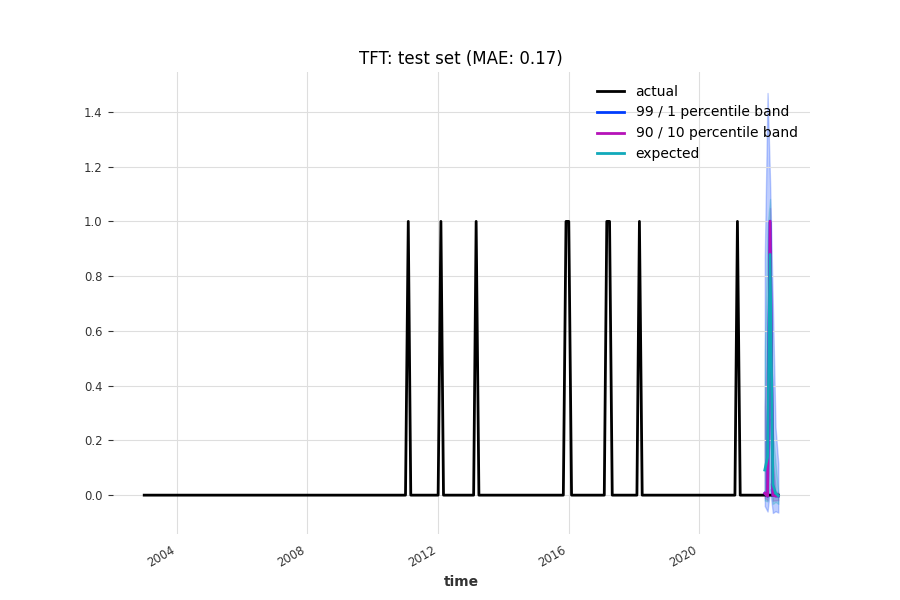 TFT: test set (MAE: 0.17)
actual
99 / 1 percentile band
90 / 10 percentile band
expected
1.4
1.2
1.0
0.8
0.6
0.4
0.2
0.0
2004
2008
2012
2016
2020
time